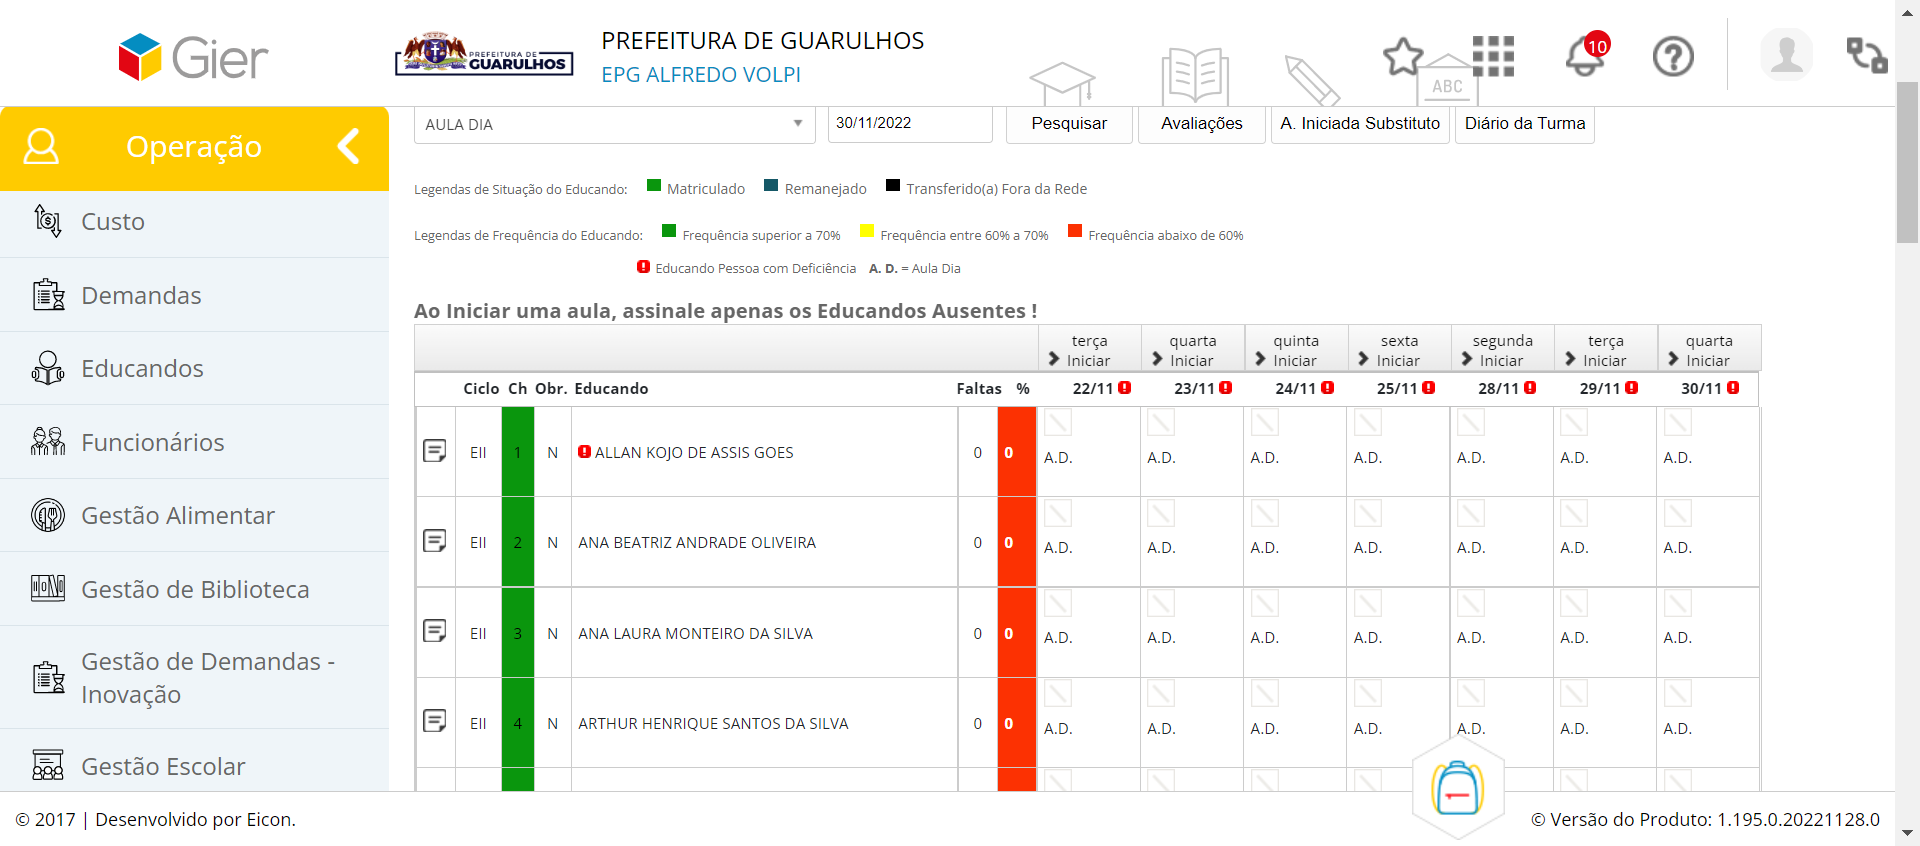 Gier
PREFEITURA DE
GUARULHOS
PREFEITURA DE GUARULHOS
EPG ALFREDO VOLPI
ABC
10
Operação
Custo
Demandas
Educandos
Funcionários
Gestão Alimentar
Gestão de Biblioteca
Gestão de Demandas -
Inovação
Gestão Escolar
AULA DIA
30/11/2022
Pesquisar
Avaliações
A. Iniciada Substituto
Diário da Turma
Legendas de Situação do Educando: Matriculado Remanejado Transferido(a) Fora da Rede
Legendas de Frequência do Educando: Frequência superior a 70% Frequência entre 60% a 70% Frequência abaixo de 60%
Educando Pessoa com Deficiência A. D. = Aula Dia
Ao Iniciar uma aula, assinale apenas os Educandos Ausentes !
terça quarta quinta sexta segunda terça quarta
Iniciar Iniciar Iniciar Iniciar Iniciar Iniciar Iniciar
Ciclo Ch Obr. Educando Faltas % 22/11 23/11 24/11 25/11 28/11 29/11 30/11
EII 1 N ALLAN KOJO DE ASSIS GOES 0 0 A.D. A.D. A.D. A.D. A.D. A.D. A.D.
EII 2 N ANA BEATRIZ ANDRADE OLIVEIRA 0 0 A.D. A.D. A.D. A.D. A.D. A.D. A.D.
EII 3 N ANA LAURA MONTEIRO DA SILVA 0 0 A.D. A.D. A.D. A.D. A.D. A.D. A.D.
EII 4 N ARTHUR HENRIQUE SANTOS DA SILVA 0 0 A.D. A.D. A.D. A.D. A.D. A.D. A.D.
© 2017 | Desenvolvido por Eicon.
© Versão do Produto: 1.195.0.20221128.0